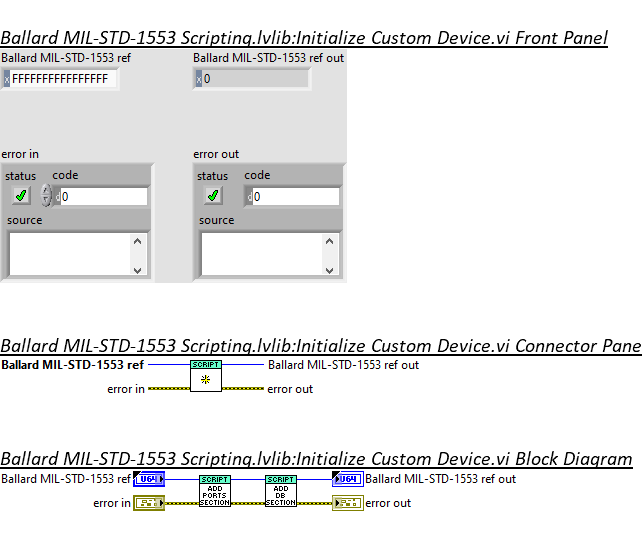 Ballard MIL-STD-1553 Scripting.lvlib:Initialize Custom Device.vi Front Panel
Ballard MIL-STD-1553 ref Ballard MIL-STD-1553 ref out
x FFFFFFFFFFFFFFFF x 0
error in error out
status code status code
d 0 d 0
source source
Ballard MIL-STD-1553 Scripting.lvlib:Initialize Custom Device.vi Connector Pane
Ballard MIL-STD-1553 ref SCRIPT Ballard MIL-STD-1553 ref out
error in error out
Ballard MIL-STD-1553 Scripting.lvlib:Initialize Custom Device.vi Block Diagram
Ballard MIL-STD-1553 ref U64 SCRIPT SCRIPT U64 Ballard MIL-STD-1553 ref out
ADD ADD
PORTS DB
error in SECTION SECTION error out